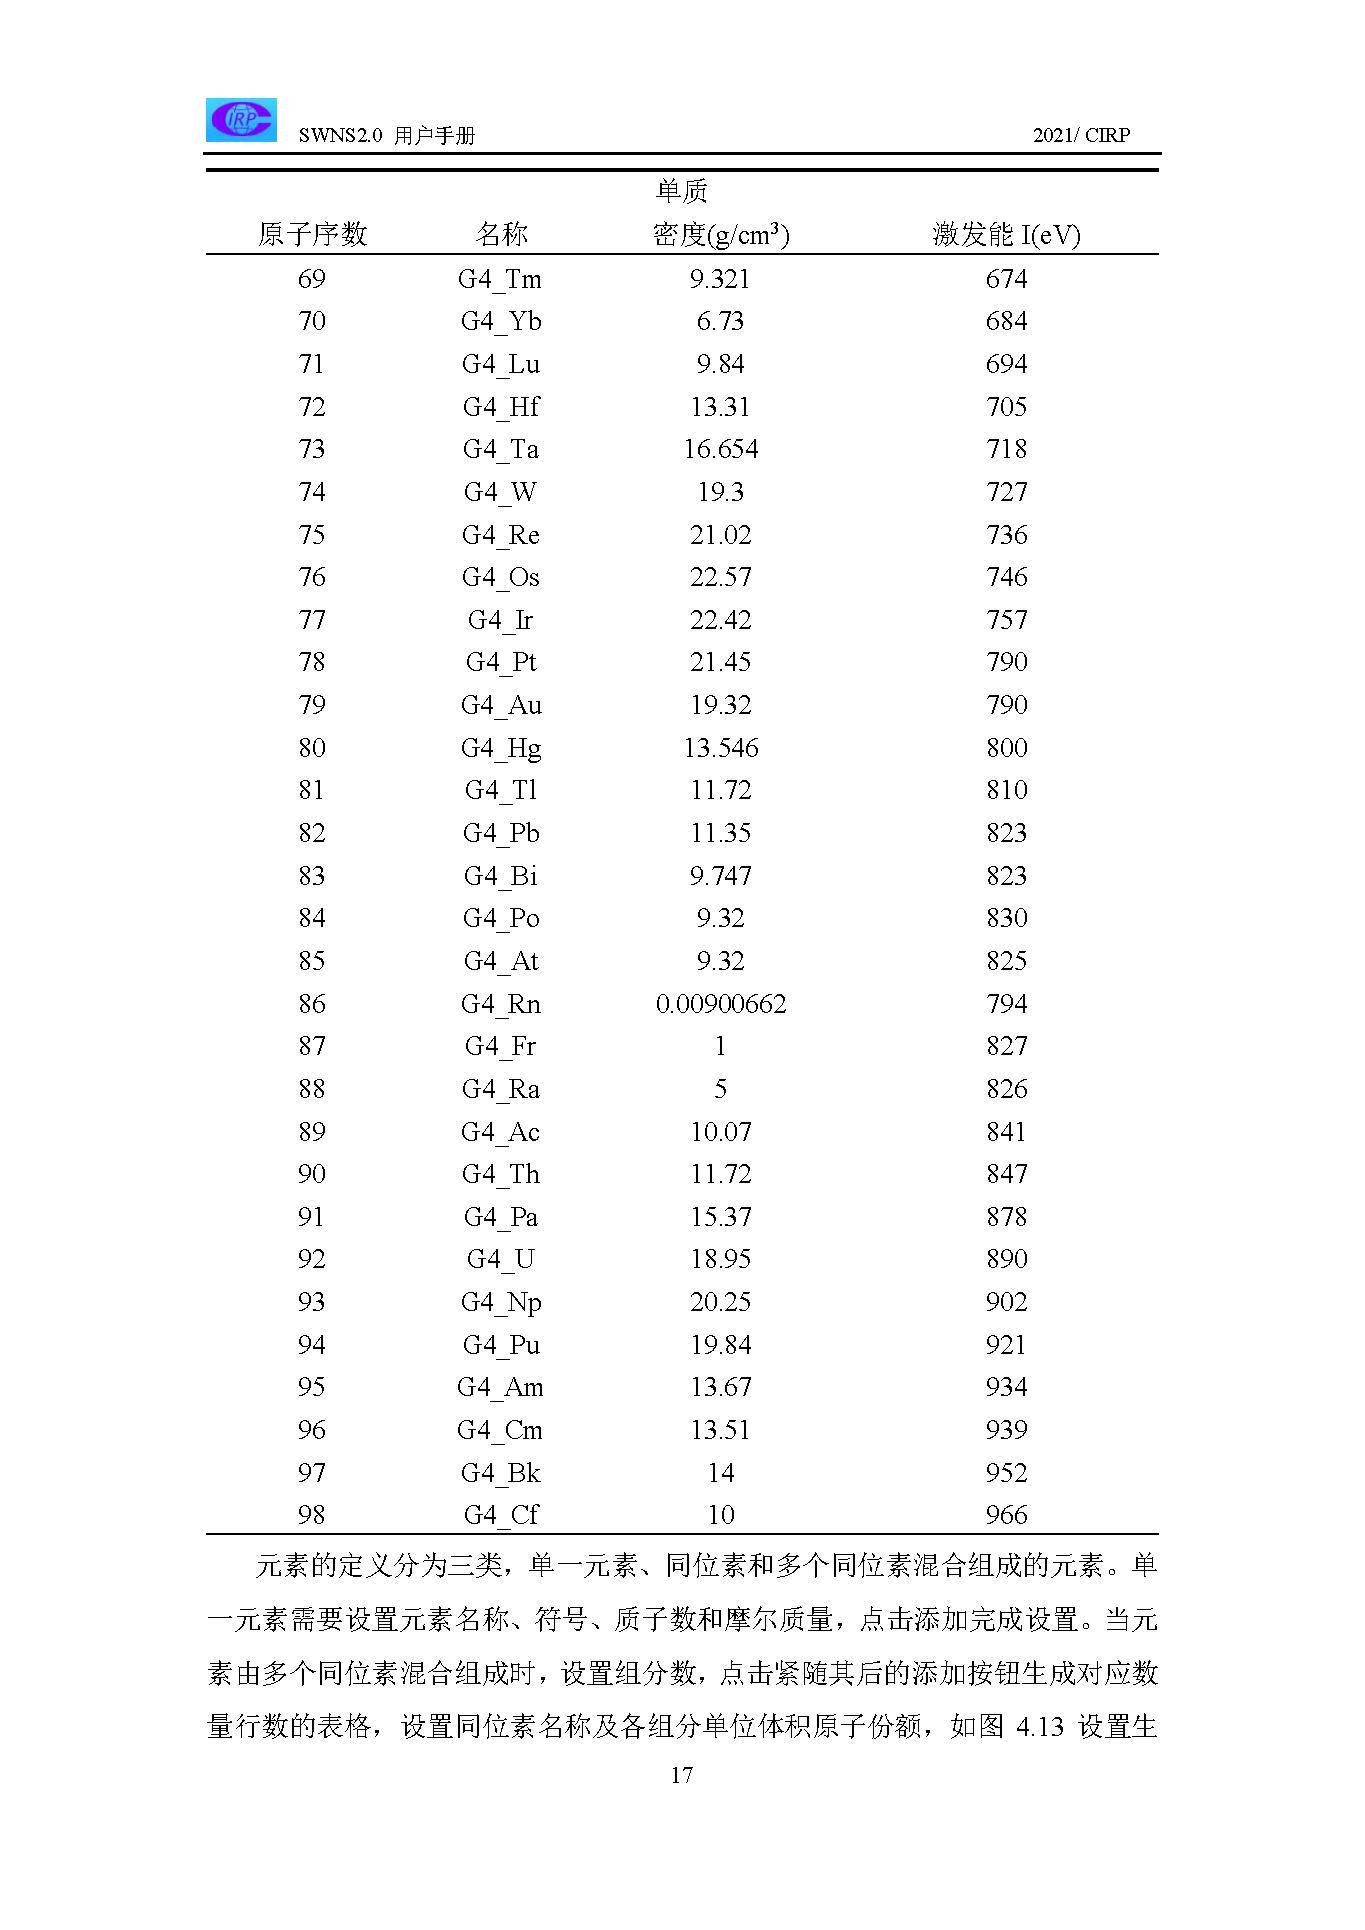 CIRP
SWNS2.0 用户手册 2021/ CIRP
单质
原子序数 名称 密度(g/cm³) 激发能 I(eV)
69 G4_Tm 9.321 674
70 G4_Yb 6.73 684
71 G4_Lu 9.84 694
72 G4_Hf 13.31 705
73 G4_Ta 16.654 718
74 G4_W 19.3 727
75 G4_Re 21.02 736
76 G4_Os 22.57 746
77 G4_Ir 22.42 757
78 G4_Pt 21.45 790
79 G4_Au 19.32 790
80 G4_Hg 13.546 800
81 G4_Tl 11.72 810
82 G4_Pb 11.35 823
83 G4_Bi 9.747 823
84 G4_Po 9.32 830
85 G4_At 9.32 825
86 G4_Rn 0.00900662 794
87 G4_Fr 1 827
88 G4_Ra 5 826
89 G4_Ac 10.07 841
90 G4_Th 11.72 847
91 G4_Pa 15.37 878
92 G4_U 18.95 890
93 G4_Np 20.25 902
94 G4_Pu 19.84 921
95 G4_Am 13.67 934
96 G4_Cm 13.51 939
97 G4_Bk 14 952
98 G4_Cf 10 966
元素的定义分为三类，单一元素、同位素和多个同位素混合组成的元素。单
一元素需要设置元素名称、符号、质子数和摩尔质量，点击添加完成设置。当元
素由多个同位素混合组成时，设置组分数，点击紧随其后的添加按钮生成对应数
量行数的表格，设置同位素名称及各组分单位体积原子份额，如图 4.13 设置生
17